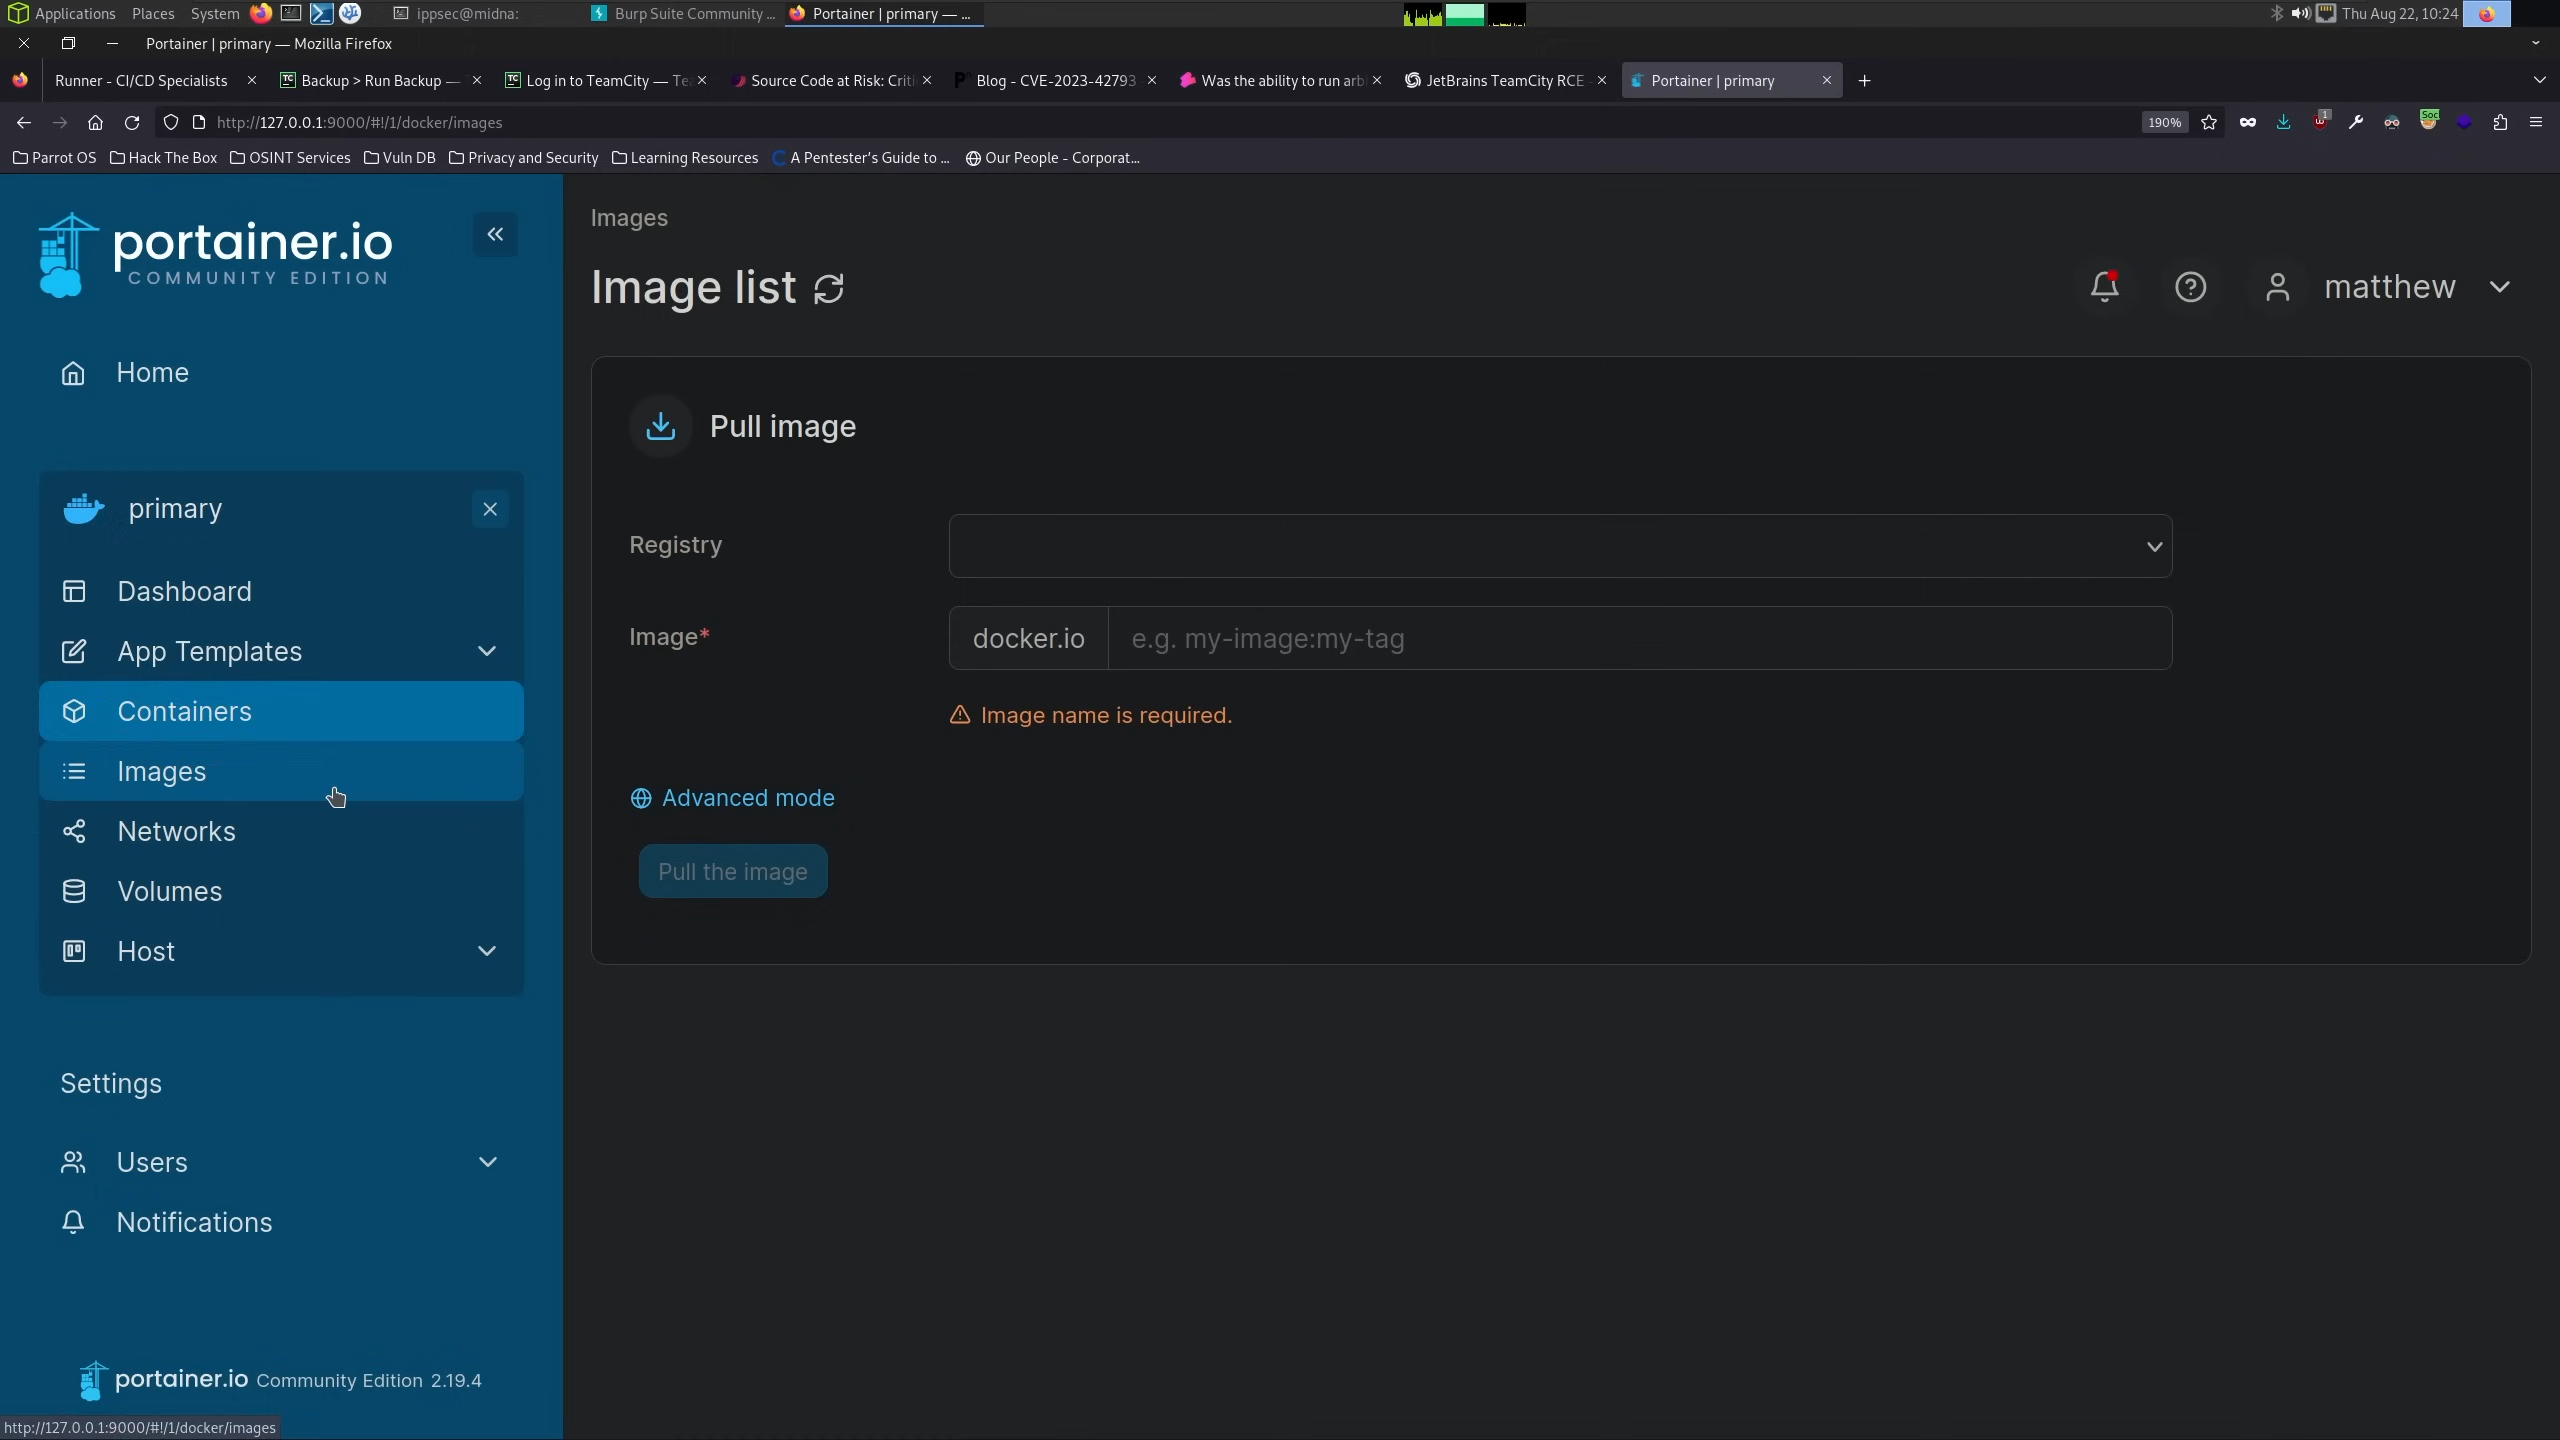 Applications Places System ippsec@midna: Burp Suite Community ... Portainer | primary — ... Thu Aug 22, 10:24
Portainer | primary — Mozilla Firefox
Runner - CI/CD Specialists Backup > Run Backup — Log in to TeamCity — Te Source Code at Risk: Criti Blog - CVE-2023-42793 Was the ability to run arb JetBrains TeamCity RCE - Portainer | primary
http://127.0.0.1:9000/#!/1/docker/images 190%
Parrot OS Hack The Box OSINT Services Vuln DB Privacy and Security Learning Resources A Pentester's Guide to ... Our People - Corporat...
portainer.io
COMMUNITY EDITION
Home
primary
Dashboard
App Templates
Containers
Images
Networks
Volumes
Host
Settings
Users
Notifications
portainer.io Community Edition 2.19.4
http://127.0.0.1:9000/#!/1/docker/images
Images
Image list
matthew
Pull image
Registry
Image* docker.io e.g. my-image:my-tag
Image name is required.
Advanced mode
Pull the image